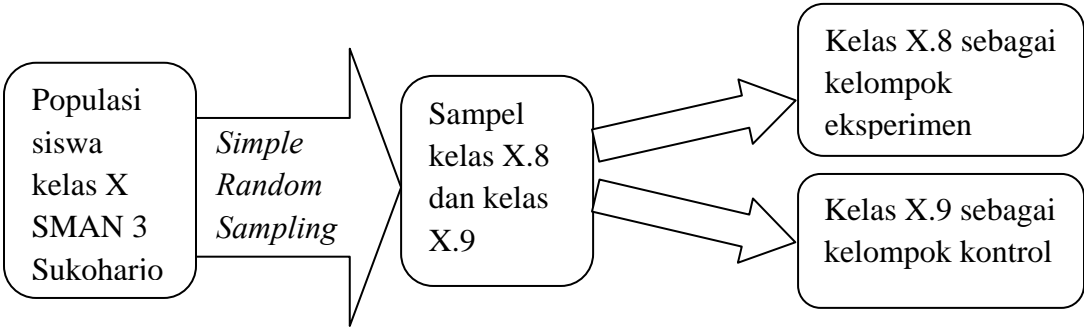 Populasi
siswa
kelas X
SMAN 3
Sukohario
Simple
Random
Sampling
Sampel
kelas X.8
dan kelas
X.9
Kelas X.8 sebagai
kelompok
eksperimen
Kelas X.9 sebagai
kelompok kontrol